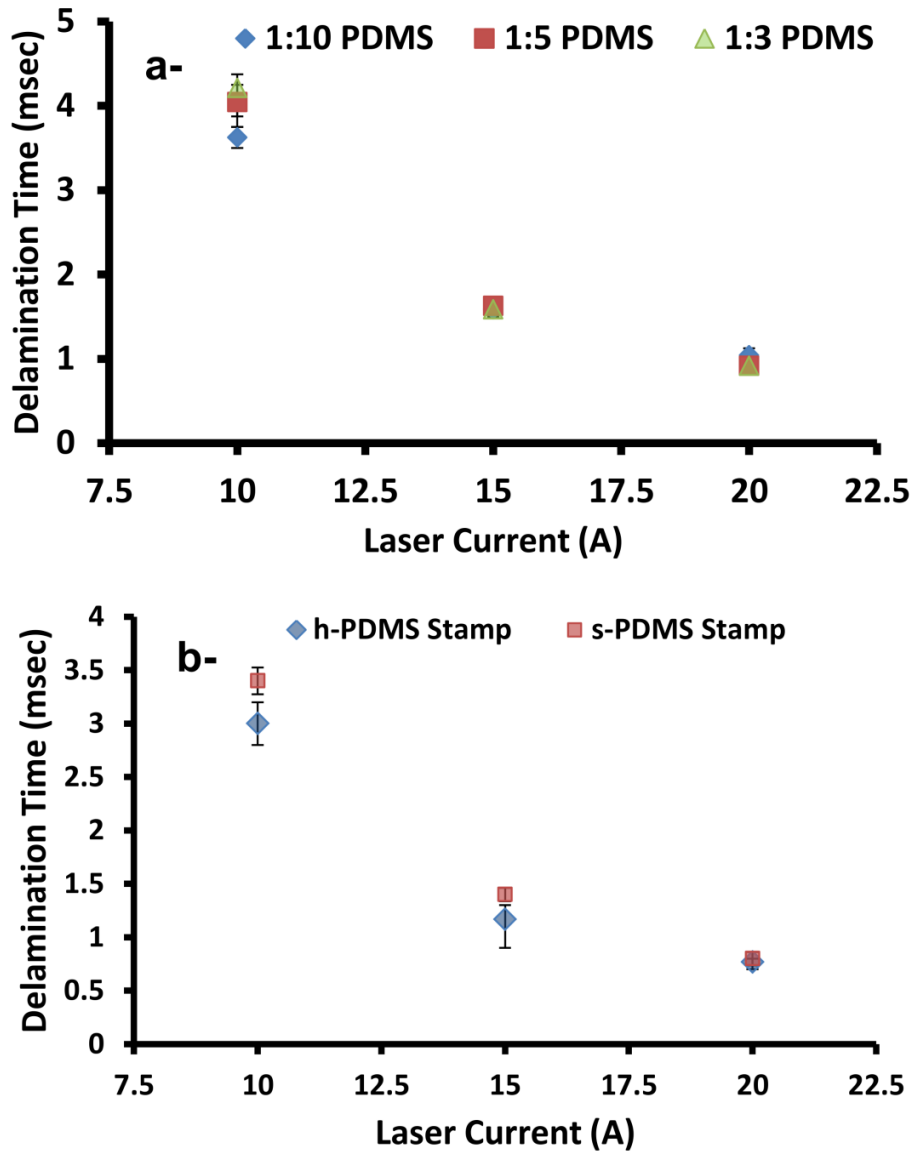 a-
1:10 PDMS 1:5 PDMS 1:3 PDMS
Delamination Time (msec)
5
4
3
2
1
0
7.5 10 12.5 15 17.5 20 22.5
Laser Current (A)
b-
h-PDMS Stamp s-PDMS Stamp
Delamination Time (msec)
4
3.5
3
2.5
2
1.5
1
0.5
0
7.5 10 12.5 15 17.5 20 22.5
Laser Current (A)